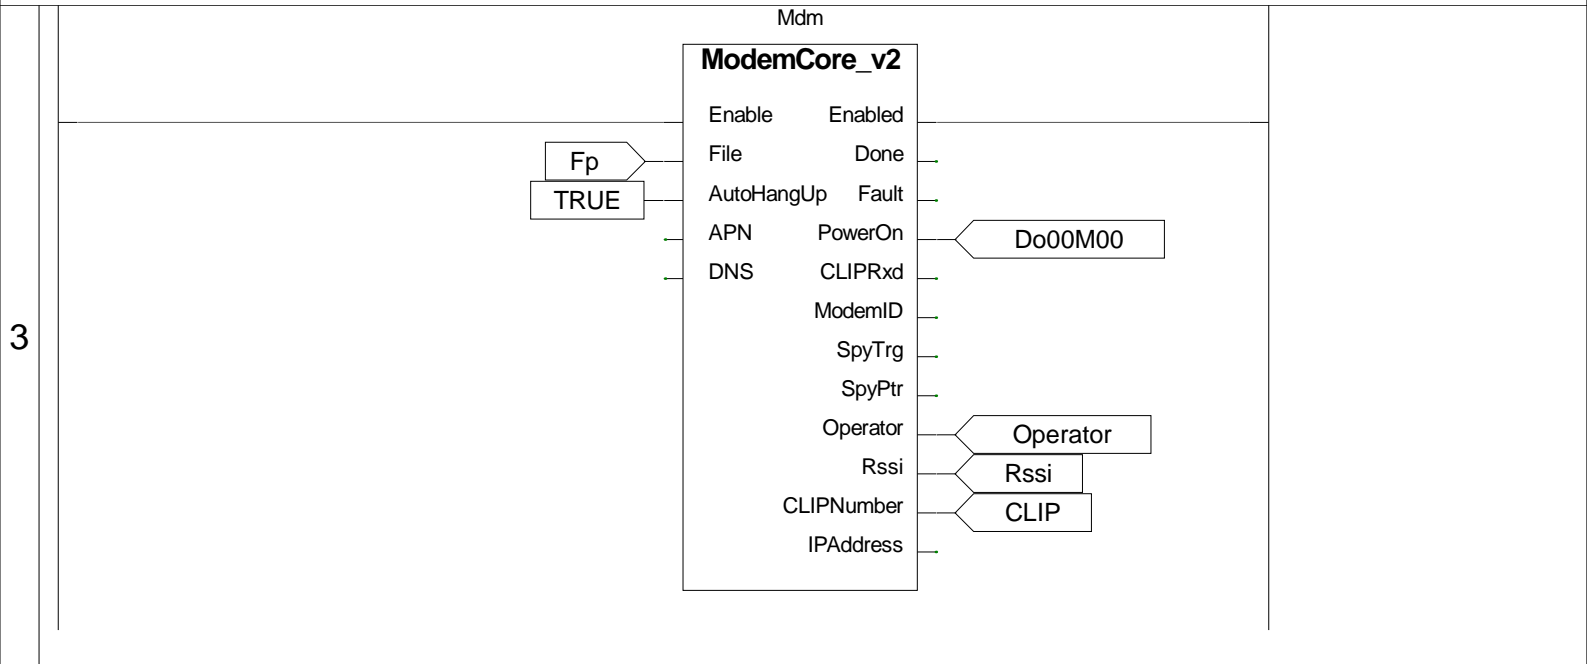 Mdm
ModemCore_v2
Enable Enabled
Fp File Done
TRUE AutoHangUp Fault
APN PowerOn Do00M00
DNS CLIPRxd
ModemID
3
SpyTrg
SpyPtr
Operator Operator
Rssi Rssi
CLIPNumber CLIP
IPAddress